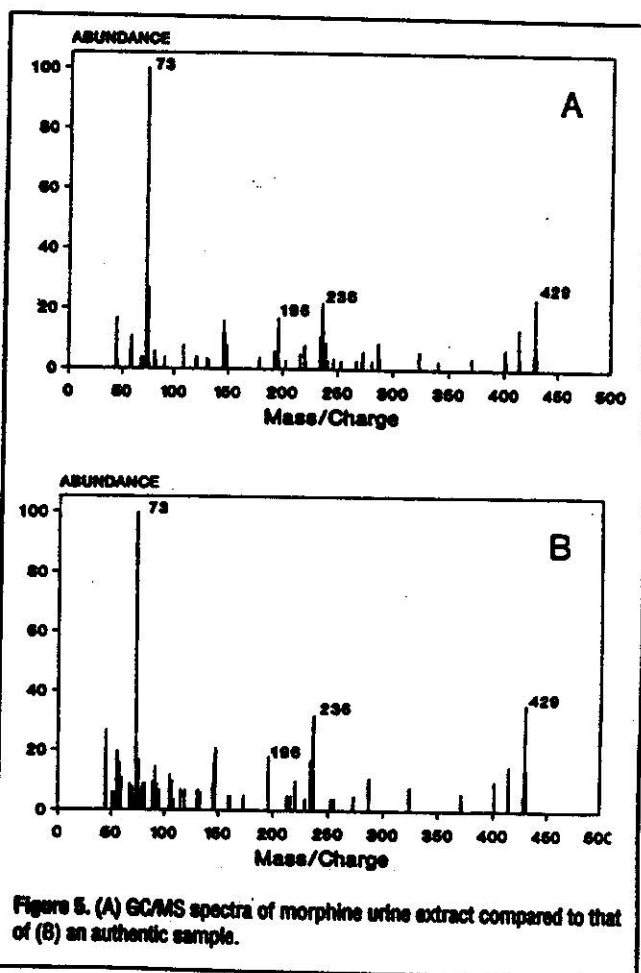 ABUNDANCE
100
80
60
40
20
0
73
196
236
429
A
0 50 100 150 200 250 300 350 400 450 500
Mass/Charge
ABUNDANCE
100
80
60
40
20
0
73
196
236
429
B
0 50 100 150 200 250 300 350 400 450 500
Mass/Charge
Figure 5. (A) GC/MS spectra of morphine urine extract compared to that
of (B) an authentic sample.